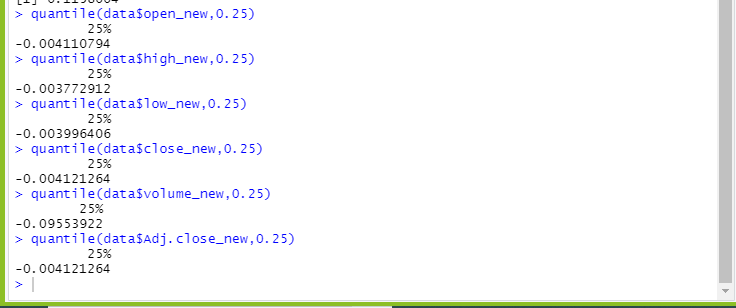 > quantile(data$open_new,0.25)
25%
-0.004110794
> quantile(data$high_new,0.25)
25%
-0.003772912
> quantile(data$low_new,0.25)
25%
-0.003996406
> quantile(data$close_new,0.25)
25%
-0.004121264
> quantile(data$volume_new,0.25)
25%
-0.09553922
> quantile(data$Adj.close_new,0.25)
25%
-0.004121264
>